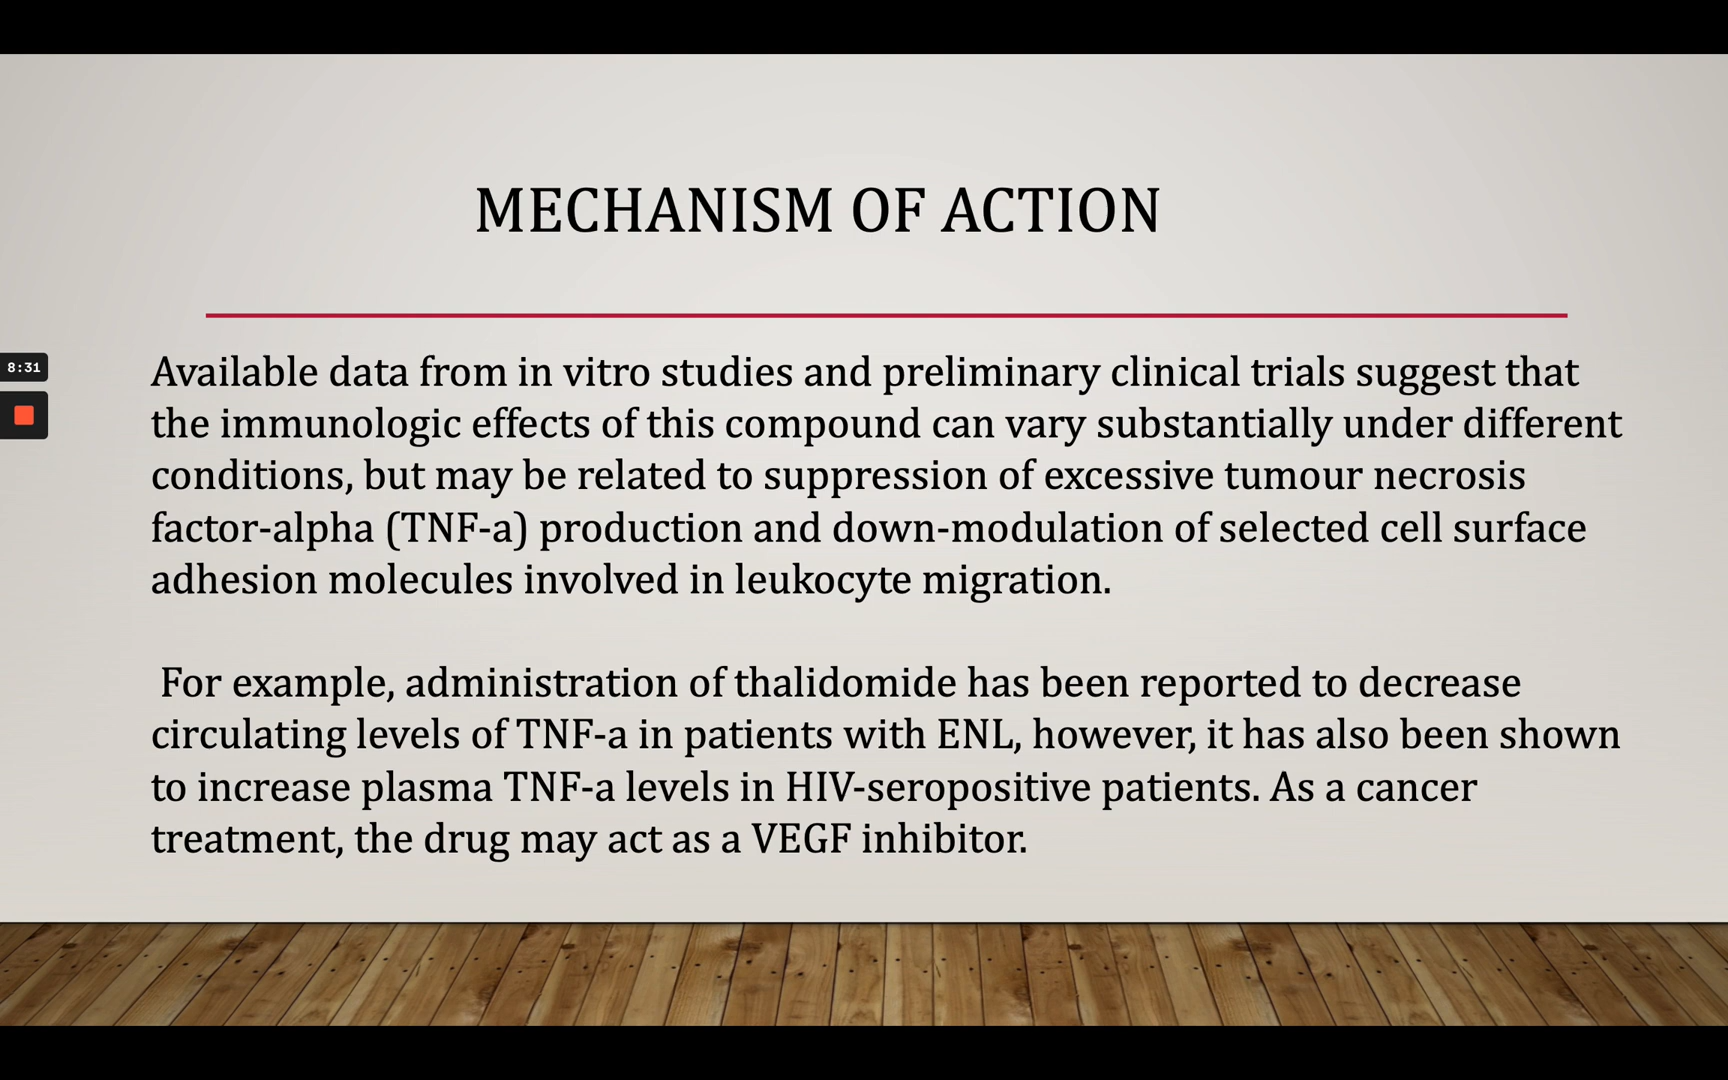 MECHANISM OF ACTION
8:31
Available data from in vitro studies and preliminary clinical trials suggest that
the immunologic effects of this compound can vary substantially under different
conditions, but may be related to suppression of excessive tumour necrosis
factor-alpha (TNF-a) production and down-modulation of selected cell surface
adhesion molecules involved in leukocyte migration.
For example, administration of thalidomide has been reported to decrease
circulating levels of TNF-a in patients with ENL, however, it has also been shown
to increase plasma TNF-a levels in HIV-seropositive patients. As a cancer
treatment, the drug may act as a VEGF inhibitor.